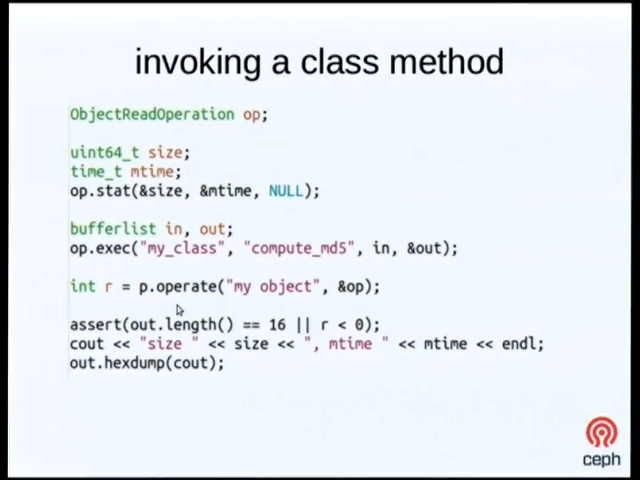 invoking a class method
ObjectReadOperation op;
uint64_t size;
time_t mtime;
op.stat(&size, &mtime, NULL);
bufferlist in, out;
op.exec("my_class", "compute_md5", in, &out);
int r = p.operate("my object", &op);
assert(out.length() == 16 || r < 0);
cout << "size " << size << ", mtime " << mtime << endl;
out.hexdump(cout);
ceph